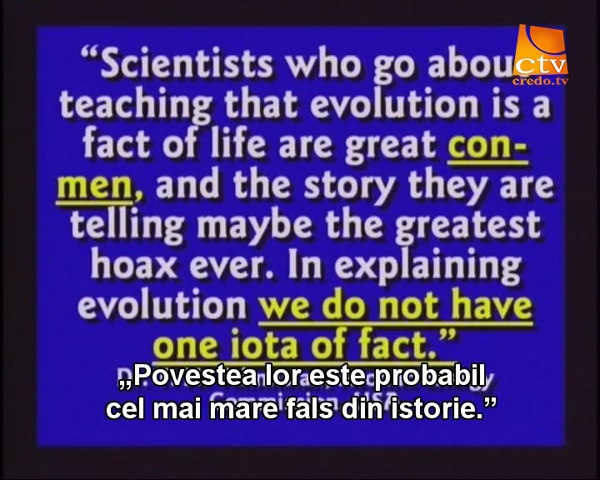 ctv
credo.tv
“Scientists who go about
teaching that evolution is a
fact of life are great con-
men, and the story they are
telling maybe the greatest
hoax ever. In explaining
evolution we do not have
one iota of fact.”
„Povestea lor este probabil
cel mai mare fals din istorie.”